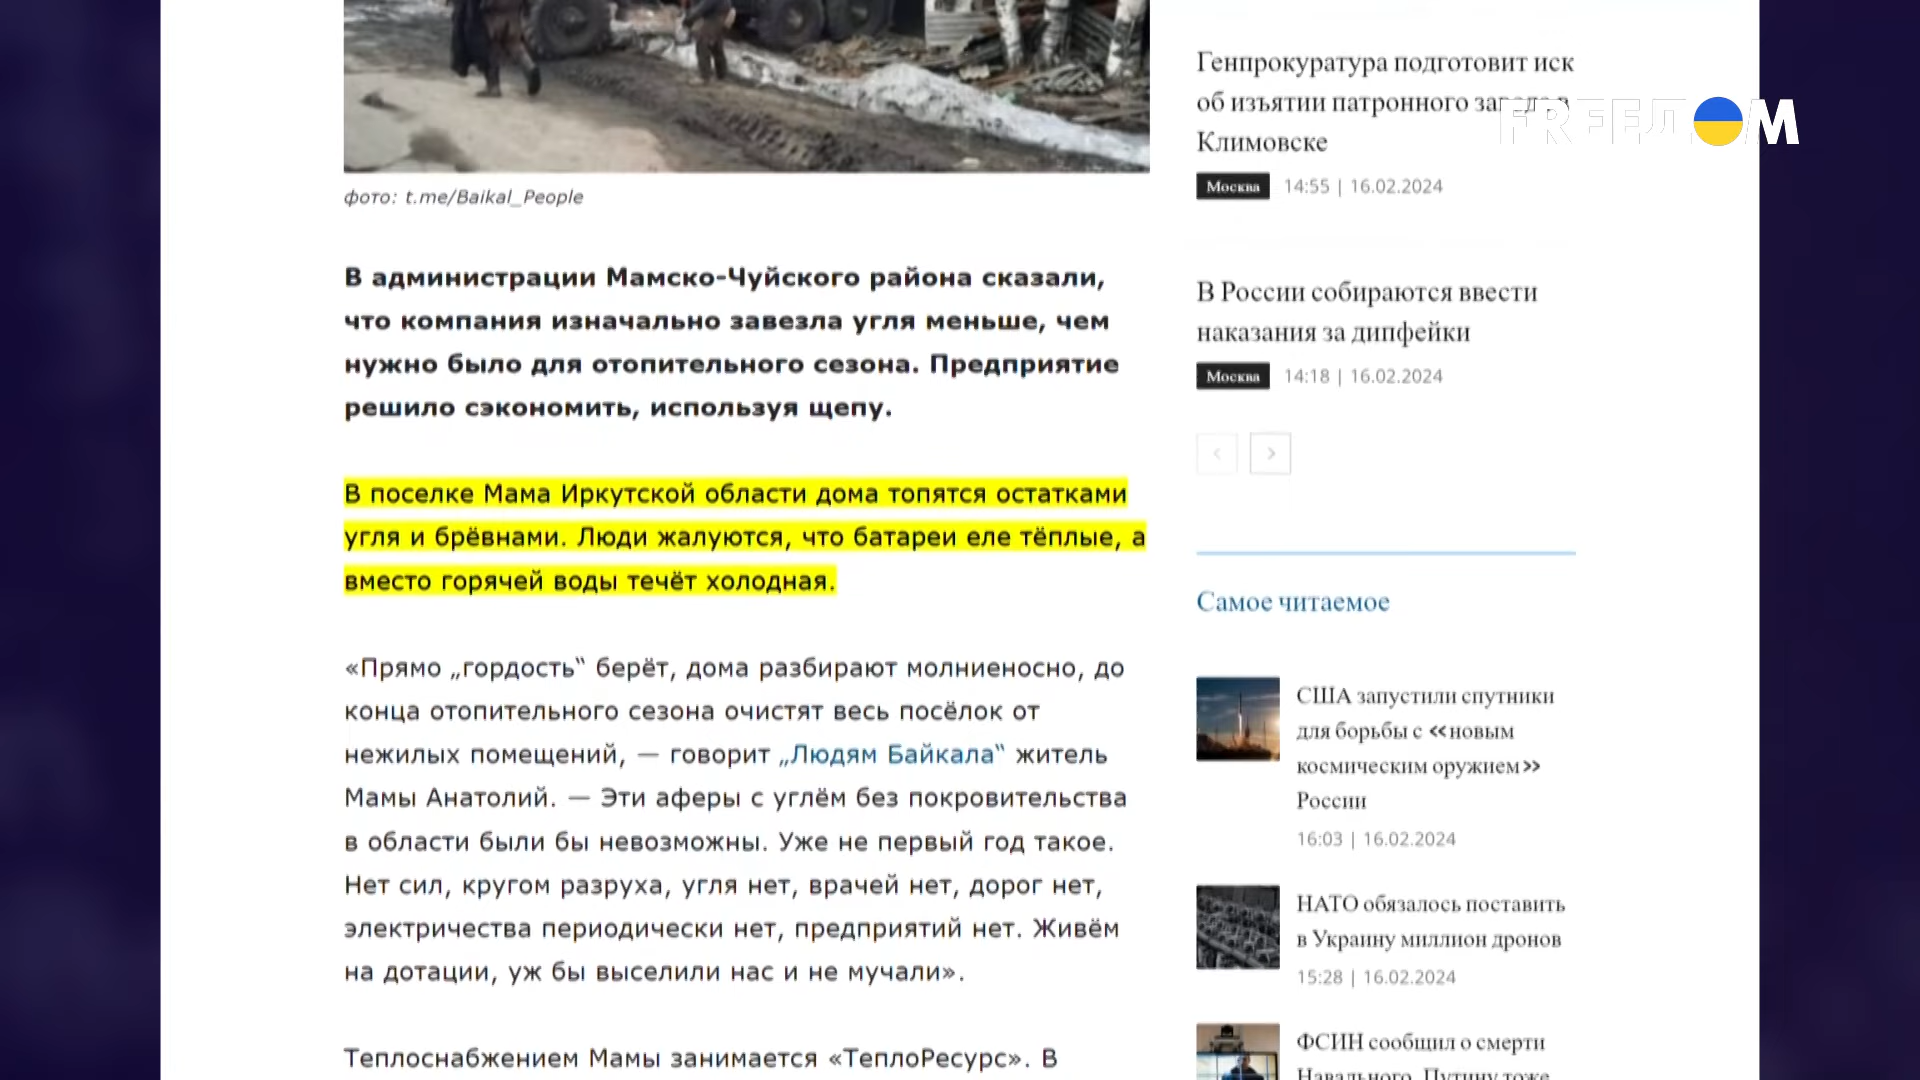 фото: t.me/Baikal_People
В администрации Мамско-Чуйского района сказали,
что компания изначально завезла угля меньше, чем
нужно было для отопительного сезона. Предприятие
решило сэкономить, используя щепу.
В поселке Мама Иркутской области дома топятся остатками
угля и брёвнами. Люди жалуются, что батареи еле тёплые, а
вместо горячей воды течёт холодная.
«Прямо „гордость“ берёт, дома разбирают молниеносно, до
конца отопительного сезона очистят весь посёлок от
нежилых помещений, — говорит „Людям Байкала“ житель
Мамы Анатолий. — Эти аферы с углём без покровительства
в области были бы невозможны. Уже не первый год такое.
Нет сил, кругом разруха, угля нет, врачей нет, дорог нет,
электричества периодически нет, предприятий нет. Живём
на дотации, уж бы выселили нас и не мучали».
Теплоснабжением Мамы занимается «ТеплоРесурс». В
Генпрокуратура подготовит иск
об изъятии патронного завода в
Климовске
Москва 14:55 | 16.02.2024
В России собираются ввести
наказания за дипфейки
Москва 14:18 | 16.02.2024
Самое читаемое
США запустили спутники
для борьбы с «новым
космическим оружием»
России
16:03 | 16.02.2024
НАТО обязалось поставить
в Украину миллион дронов
15:28 | 16.02.2024
ФСИН сообщил о смерти
Навального. Путину тоже
FREEДOM